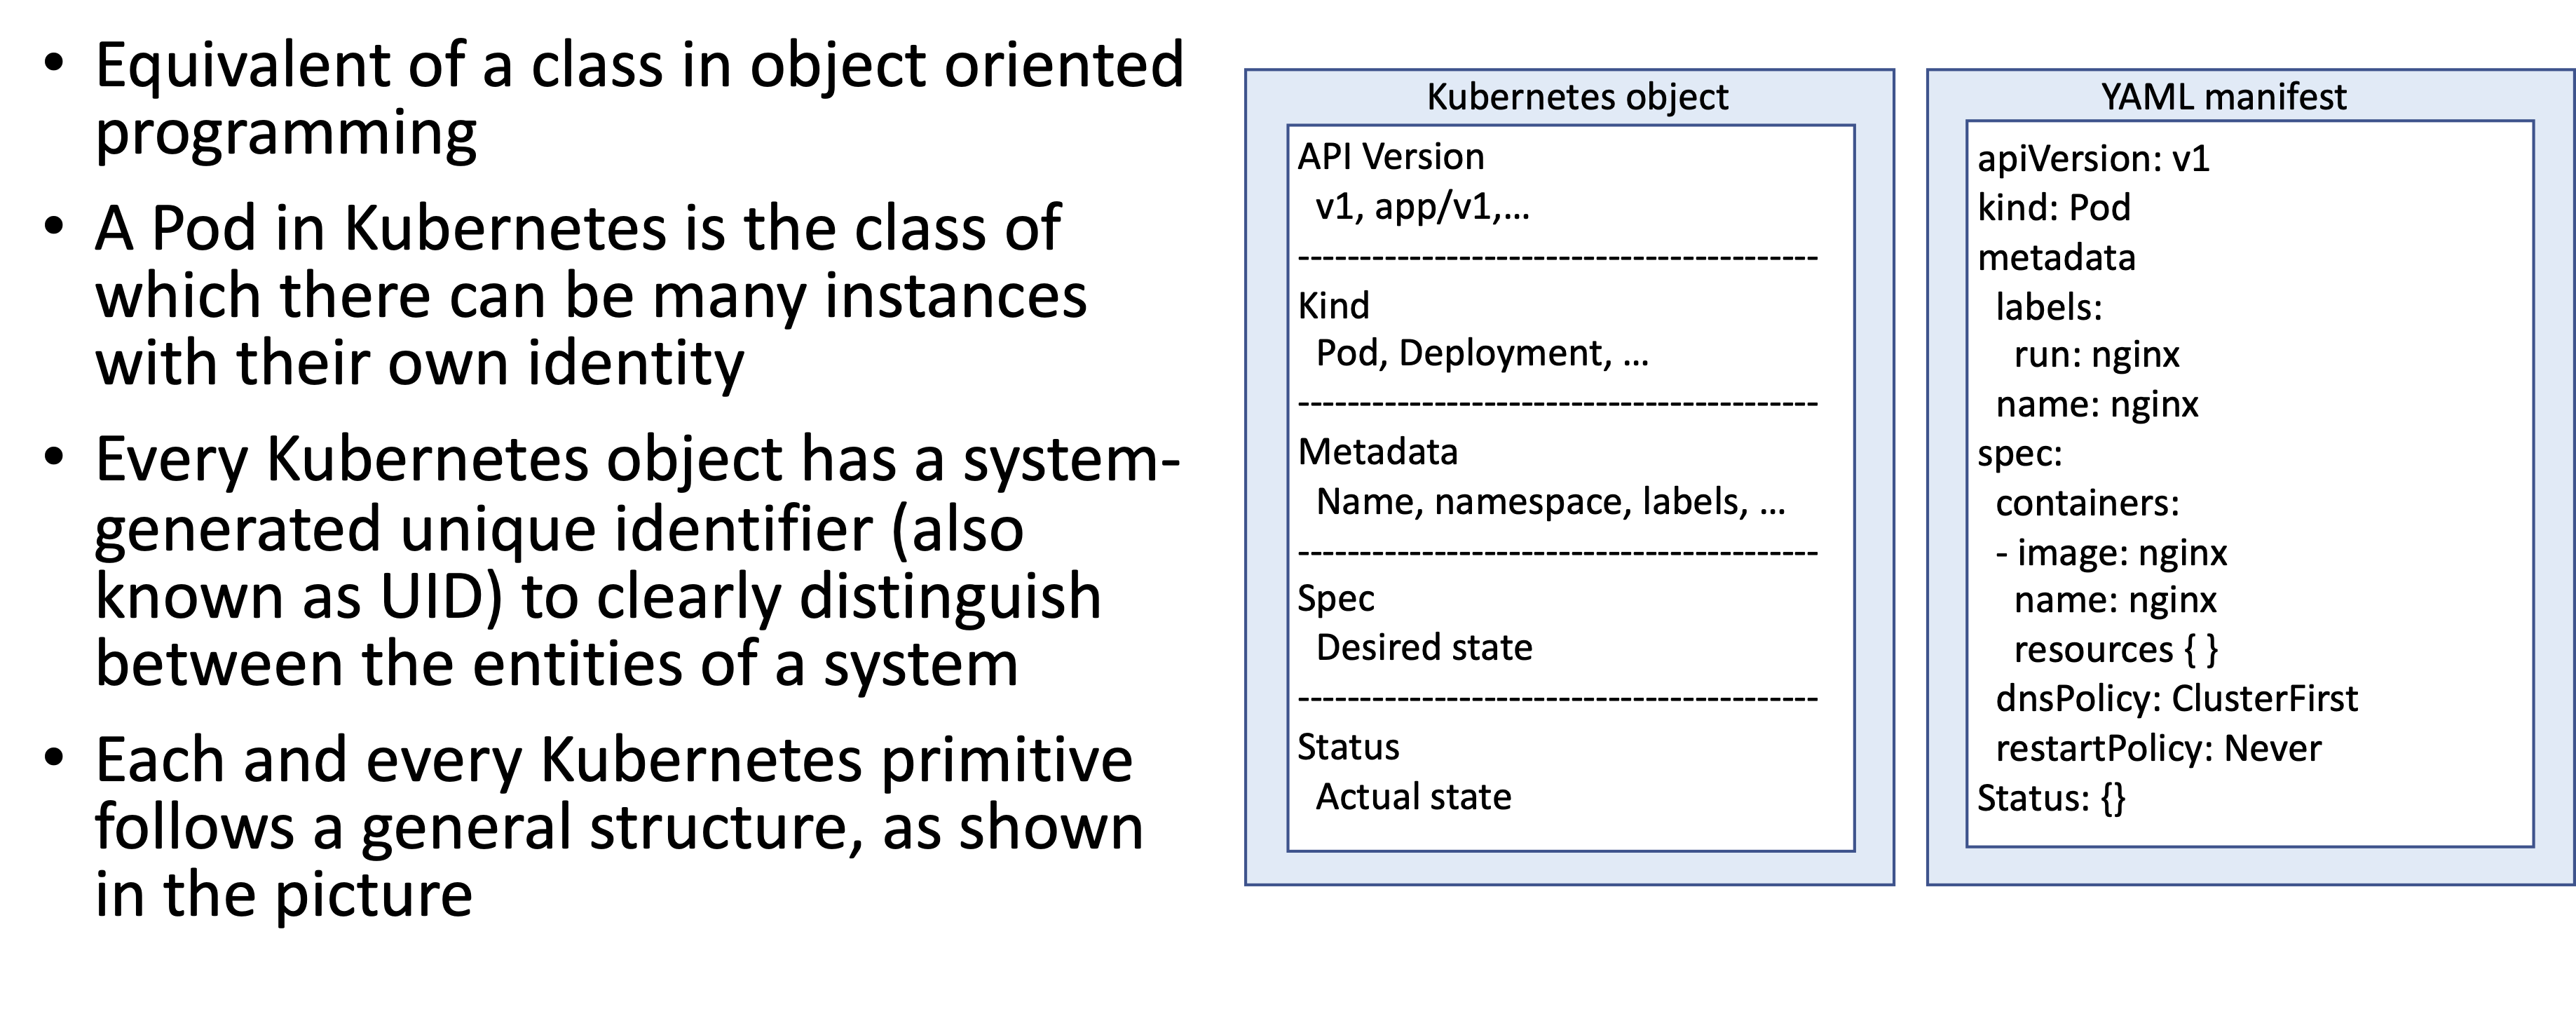 • Equivalent of a class in object oriented
programming
• A Pod in Kubernetes is the class of
which there can be many instances
with their own identity
• Every Kubernetes object has a system-
generated unique identifier (also
known as UID) to clearly distinguish
between the entities of a system
• Each and every Kubernetes primitive
follows a general structure, as shown
in the picture
Kubernetes object
API Version
v1, app/v1,...
------------------------------------------
Kind
Pod, Deployment, ...
------------------------------------------
Metadata
Name, namespace, labels, ...
------------------------------------------
Spec
Desired state
------------------------------------------
Status
Actual state
YAML manifest
apiVersion: v1
kind: Pod
metadata
labels:
run: nginx
name: nginx
spec:
containers:
- image: nginx
name: nginx
resources { }
dnsPolicy: ClusterFirst
restartPolicy: Never
Status: {}